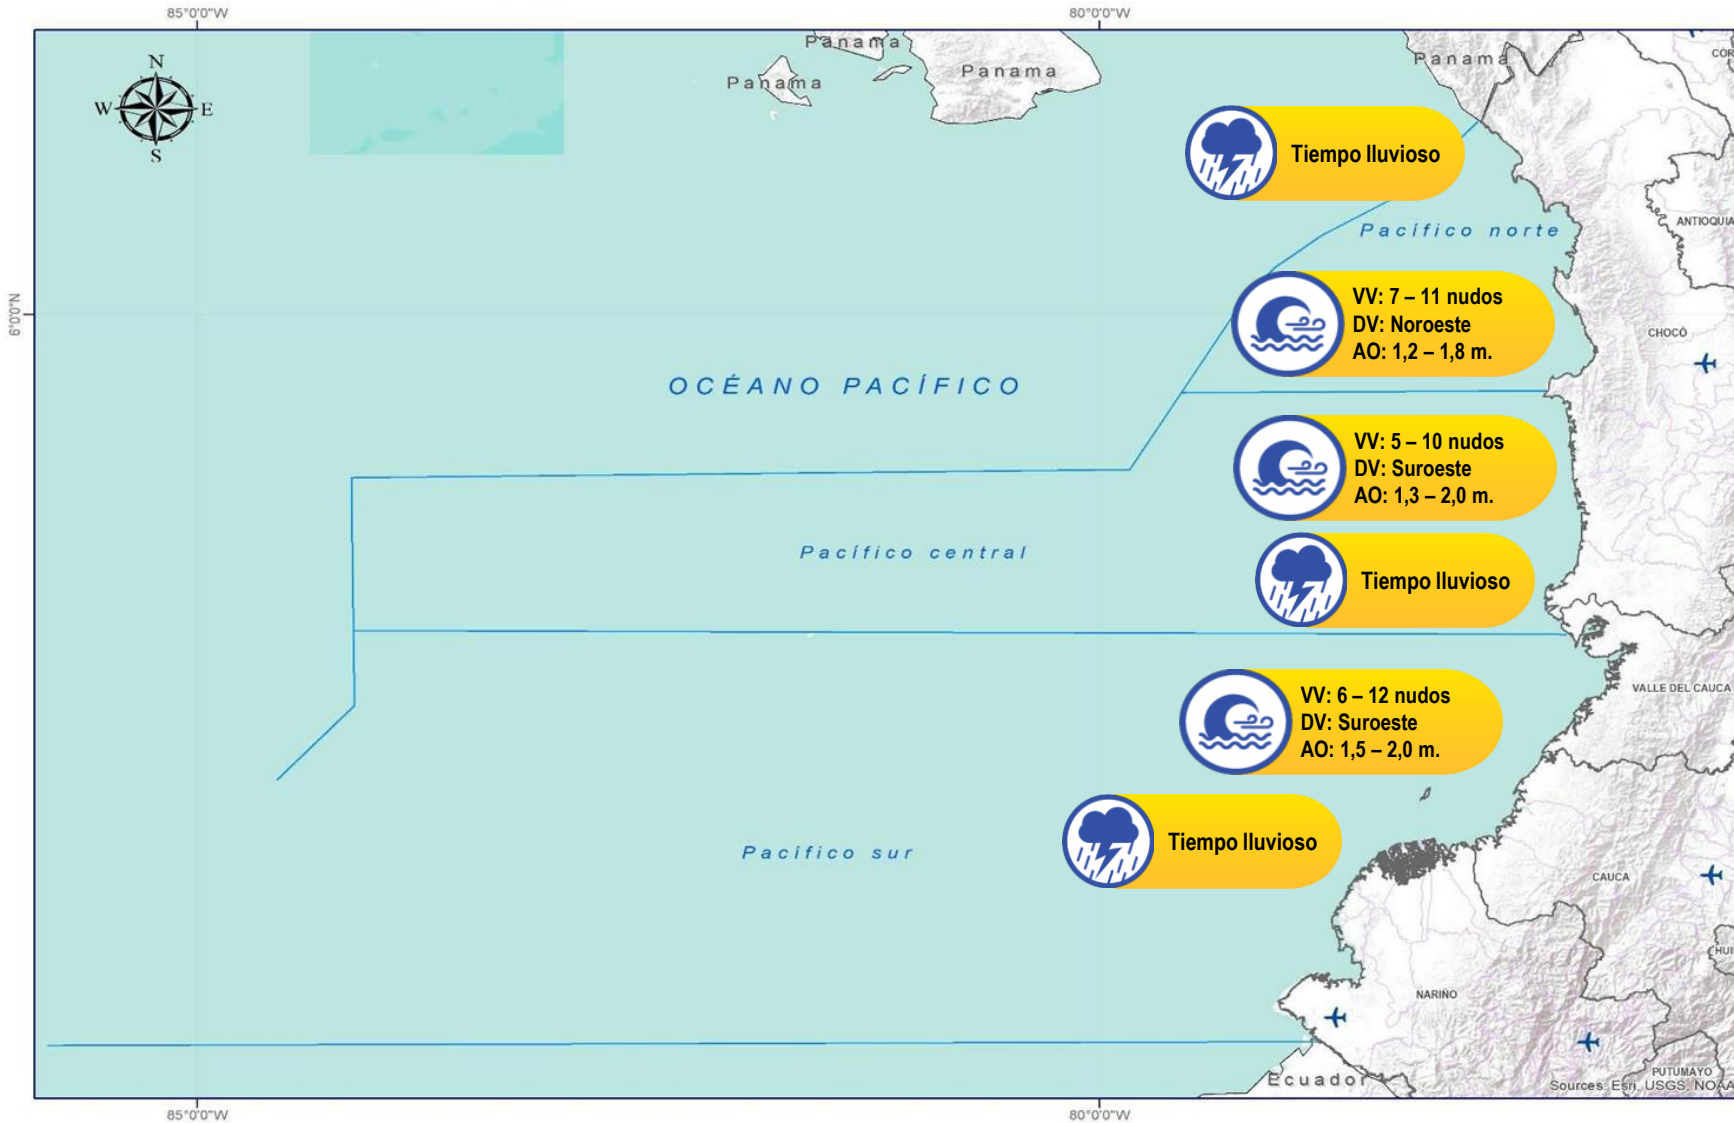 85°0'0"W
80°0'0"W
Panama
Panama
Panama
Panama
CÓR
N
W
E
S
Tiempo lluvioso
ANTIOQUIA
Pacífico norte
6°0'0"N
VV: 7 – 11 nudos
DV: Noroeste
AO: 1,2 – 1,8 m.
CHOCÓ
OCÉANO PACÍFICO
VV: 5 – 10 nudos
DV: Suroeste
AO: 1,3 – 2,0 m.
Pacífico central
Tiempo lluvioso
VALLE DEL CAUCA
VV: 6 – 12 nudos
DV: Suroeste
AO: 1,5 – 2,0 m.
Tiempo lluvioso
Pacífico sur
CAUCA
HUI
NARIÑO
PUTUMAYO
Ecuador
Sources: Esri, USGS, NOAA
85°0'0"W
80°0'0"W